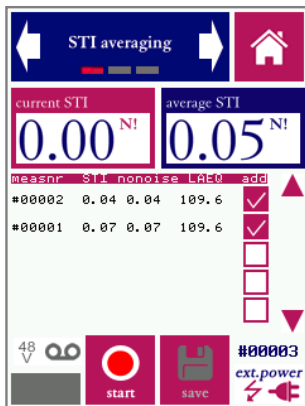 STI averaging
current STI
0.00 N!
average STI
0.05 N!
measnr STI nonoise LAEQ add
#00002 0.04 0.04 109.6
#00001 0.07 0.07 109.6
48
V
start
save
#00003
ext.power